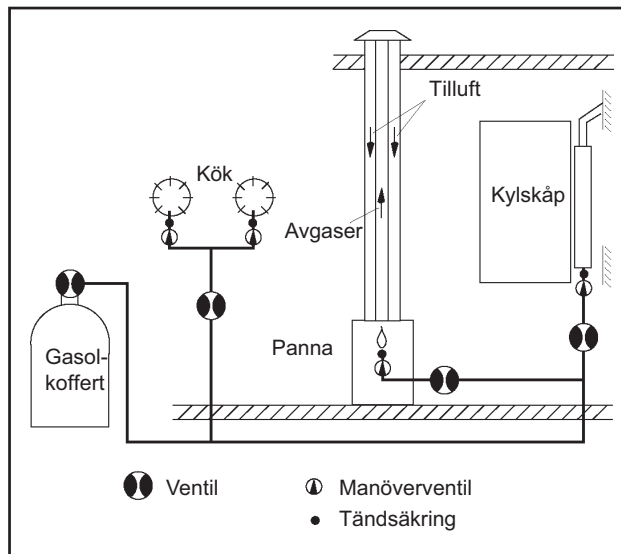 Tilluft
Kök
Kylskåp
Avgaser
Panna
Gasol-
koffert
Ventil
Manöverventil
Tändsäkring